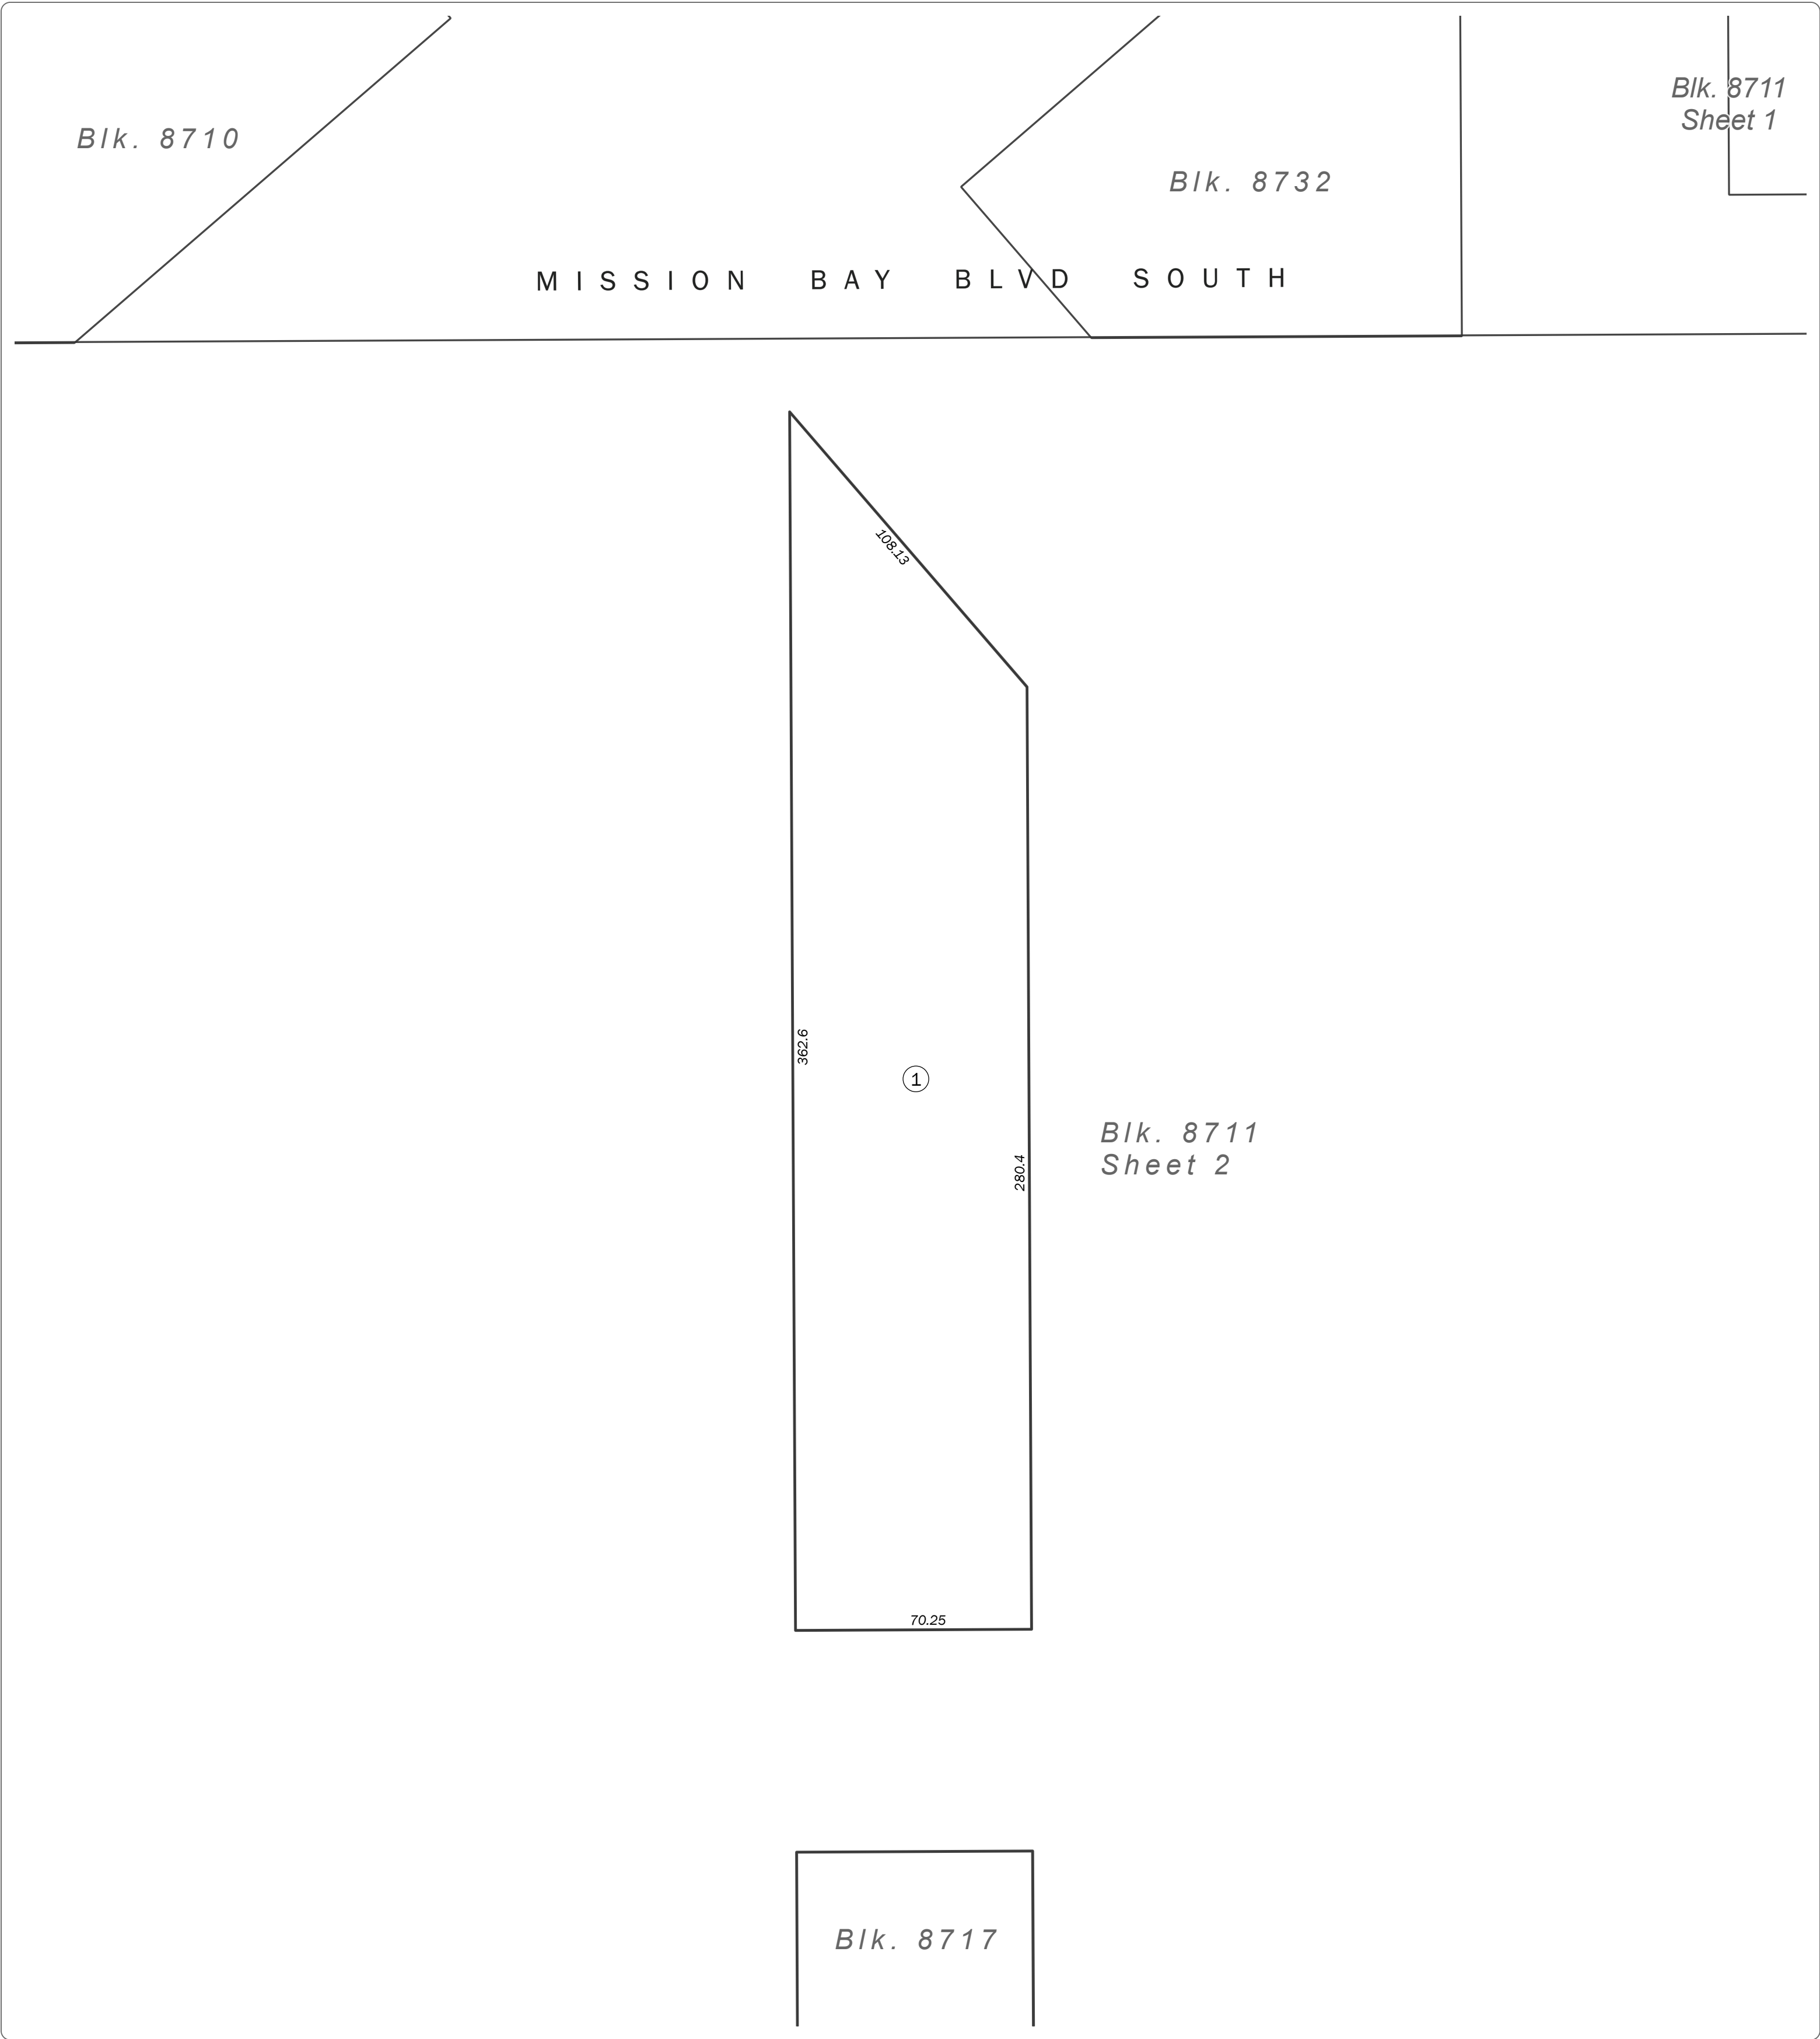 Blk. 8711
Sheet 1
Blk. 8710
Blk. 8732
MISSION BAY BLVD SOUTH
108.13
362.6
1
Blk. 8711
Sheet 2
280.4
70.25
Blk. 8717